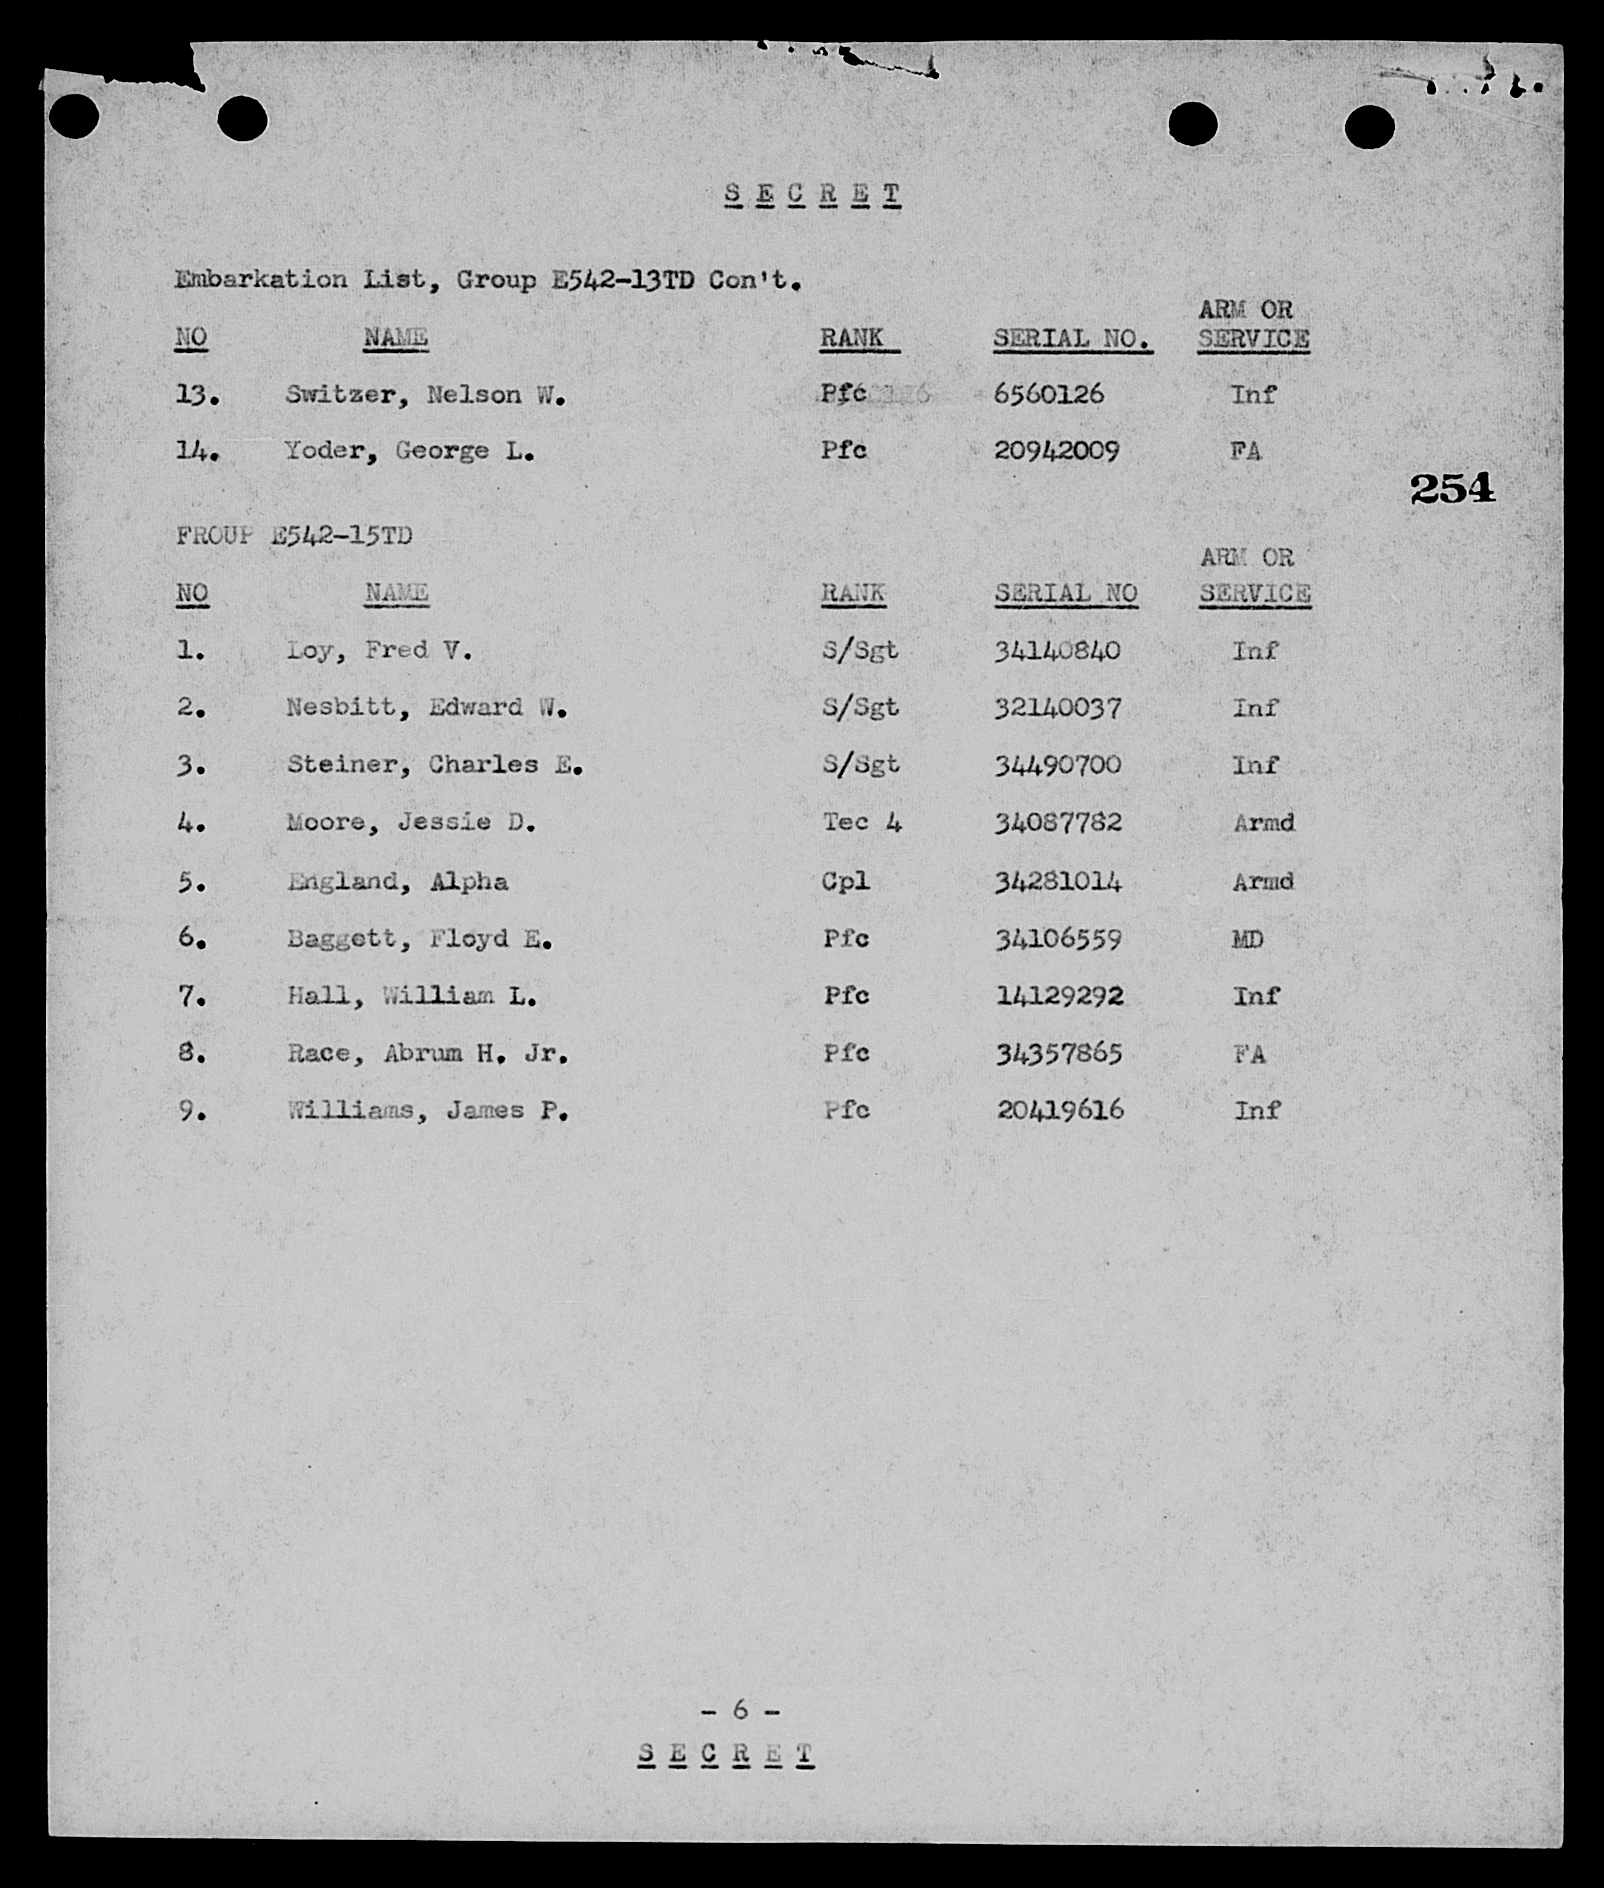 S E C R E T
Embarkation List, Group E542-13TD Con't.
ARM OR
NO NAME RANK SERIAL NO. SERVICE
13. Switzer, Nelson W. Pfc 6560126 Inf
14. Yoder, George L. Pfc 20942009 FA
254
FROUP E542-15TD
ARM OR
NO NAME RANK SERIAL NO SERVICE
1. Loy, Fred V. S/Sgt 34140840 Inf
2. Nesbitt, Edward W. S/Sgt 32140037 Inf
3. Steiner, Charles E. S/Sgt 34490700 Inf
4. Moore, Jessie D. Tec 4 34087782 Armd
5. England, Alpha Cpl 34281014 Armd
6. Baggett, Floyd E. Pfc 34106559 MD
7. Hall, William L. Pfc 14129292 Inf
8. Race, Abrum H. Jr. Pfc 34357865 FA
9. Williams, James P. Pfc 20419616 Inf
- 6 -
S E C R E T